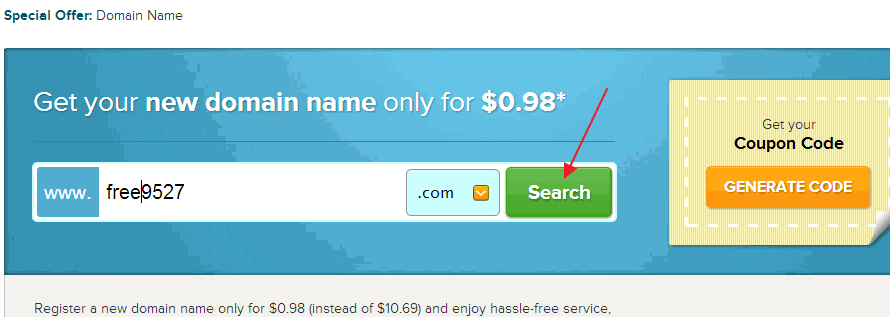 Special Offer: Domain Name
Get your new domain name only for $0.98*
www. free9527 .com Search
Get your
Coupon Code
GENERATE CODE
Register a new domain name only for $0.98 (instead of $10.69) and enjoy hassle-free service,